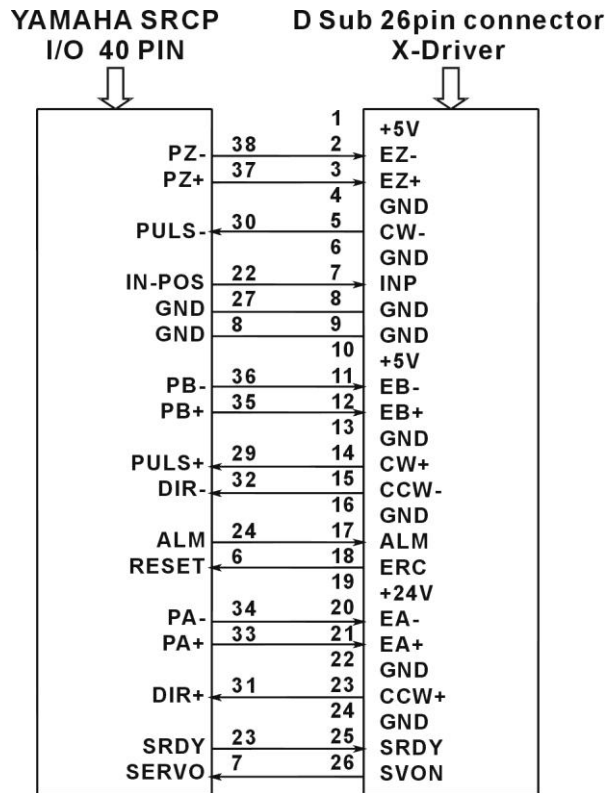 YAMAHA SRCP D Sub 26pin connector
I/O 40 PIN X-Driver
1 +5V
PZ- 38 2 EZ-
PZ+ 37 3 EZ+
4 GND
PULS- 30 5 CW-
6 GND
IN-POS 22 7 INP
GND 27 8 GND
GND 8 9 GND
10 +5V
PB- 36 11 EB-
PB+ 35 12 EB+
13 GND
PULS+ 29 14 CW+
DIR- 32 15 CCW-
16 GND
ALM 24 17 ALM
RESET 6 18 ERC
19 +24V
PA- 34 20 EA-
PA+ 33 21 EA+
22 GND
DIR+ 31 23 CCW+
24 GND
SRDY 23 25 SRDY
SERVO 7 26 SVON